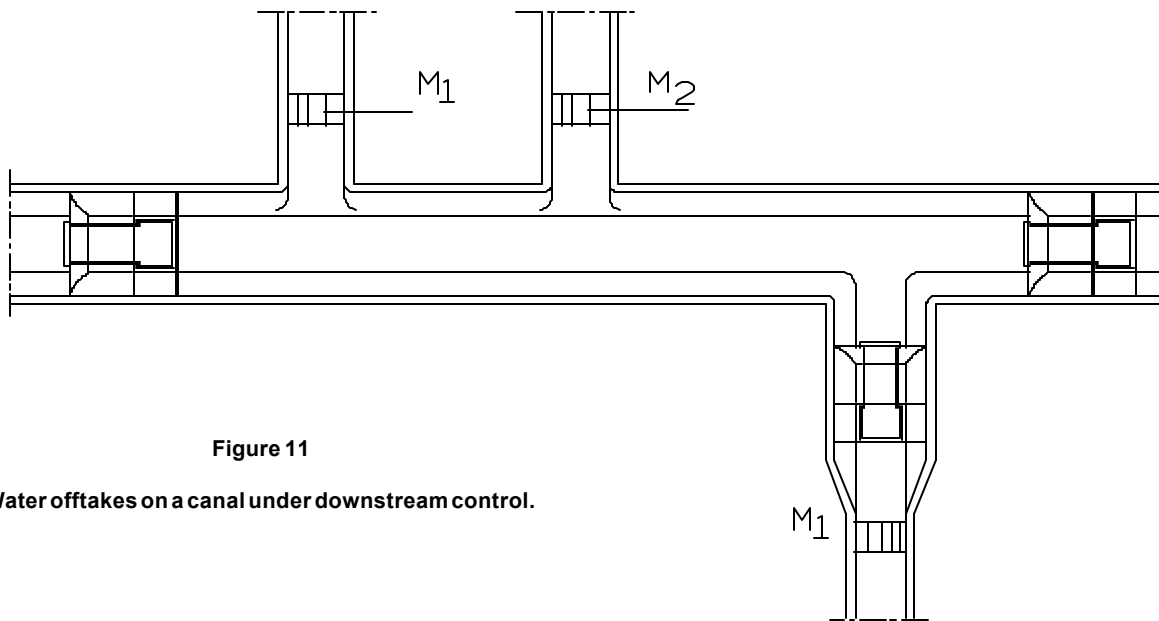 M1
M2
Figure 11
Water offtakes on a canal under downstream control.
M1